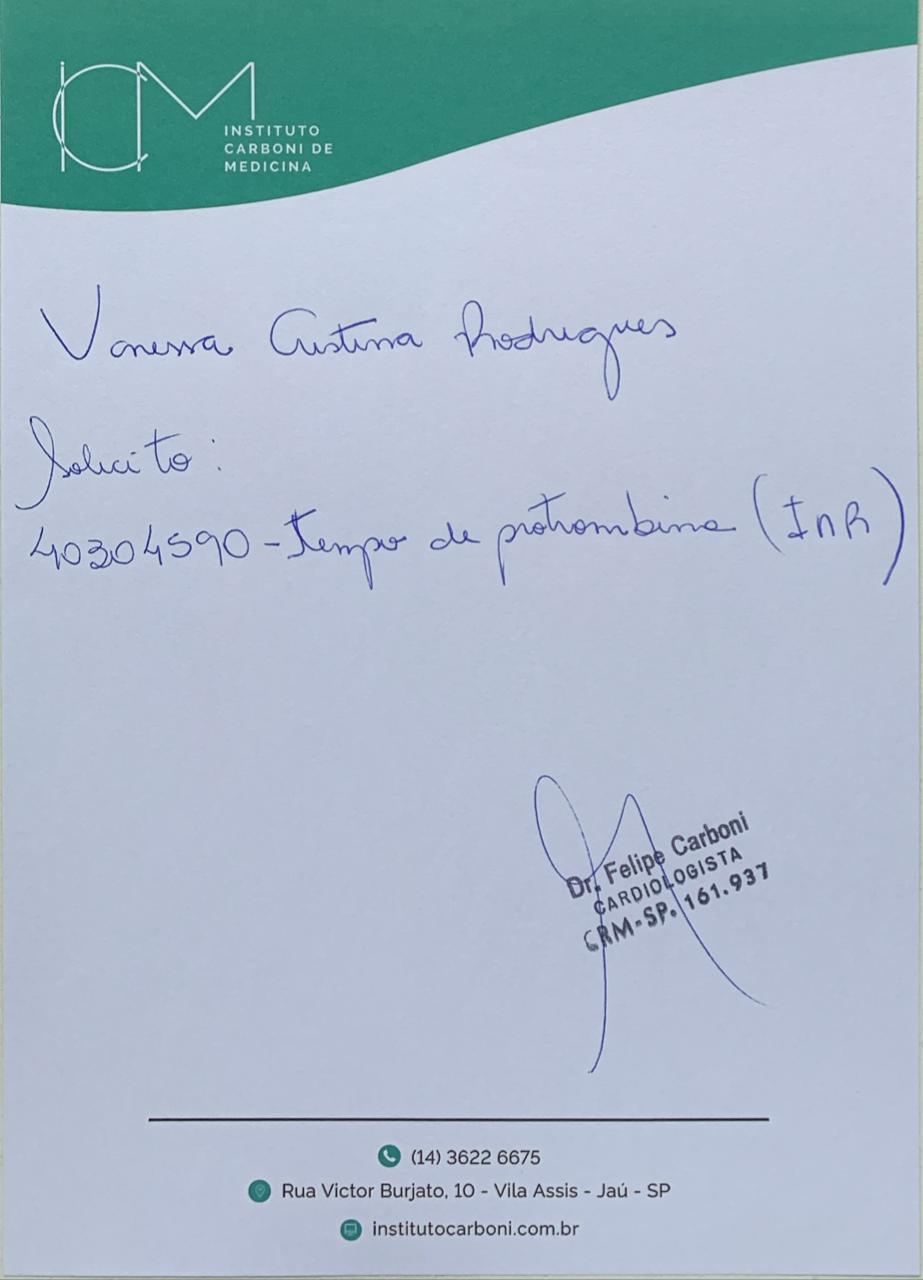 ICM
INSTITUTO
CARBONI DE
MEDICINA
Vanessa Cristina Rodrigues
Solicito:
40304590 - Tempo de protrombina (INR)
Dr. Felipe Carboni
CARDIOLOGISTA
CRM-SP. 161.937
(14) 3622 6675
Rua Victor Burjato, 10 - Vila Assis - Jaú - SP
institutocarboni.com.br